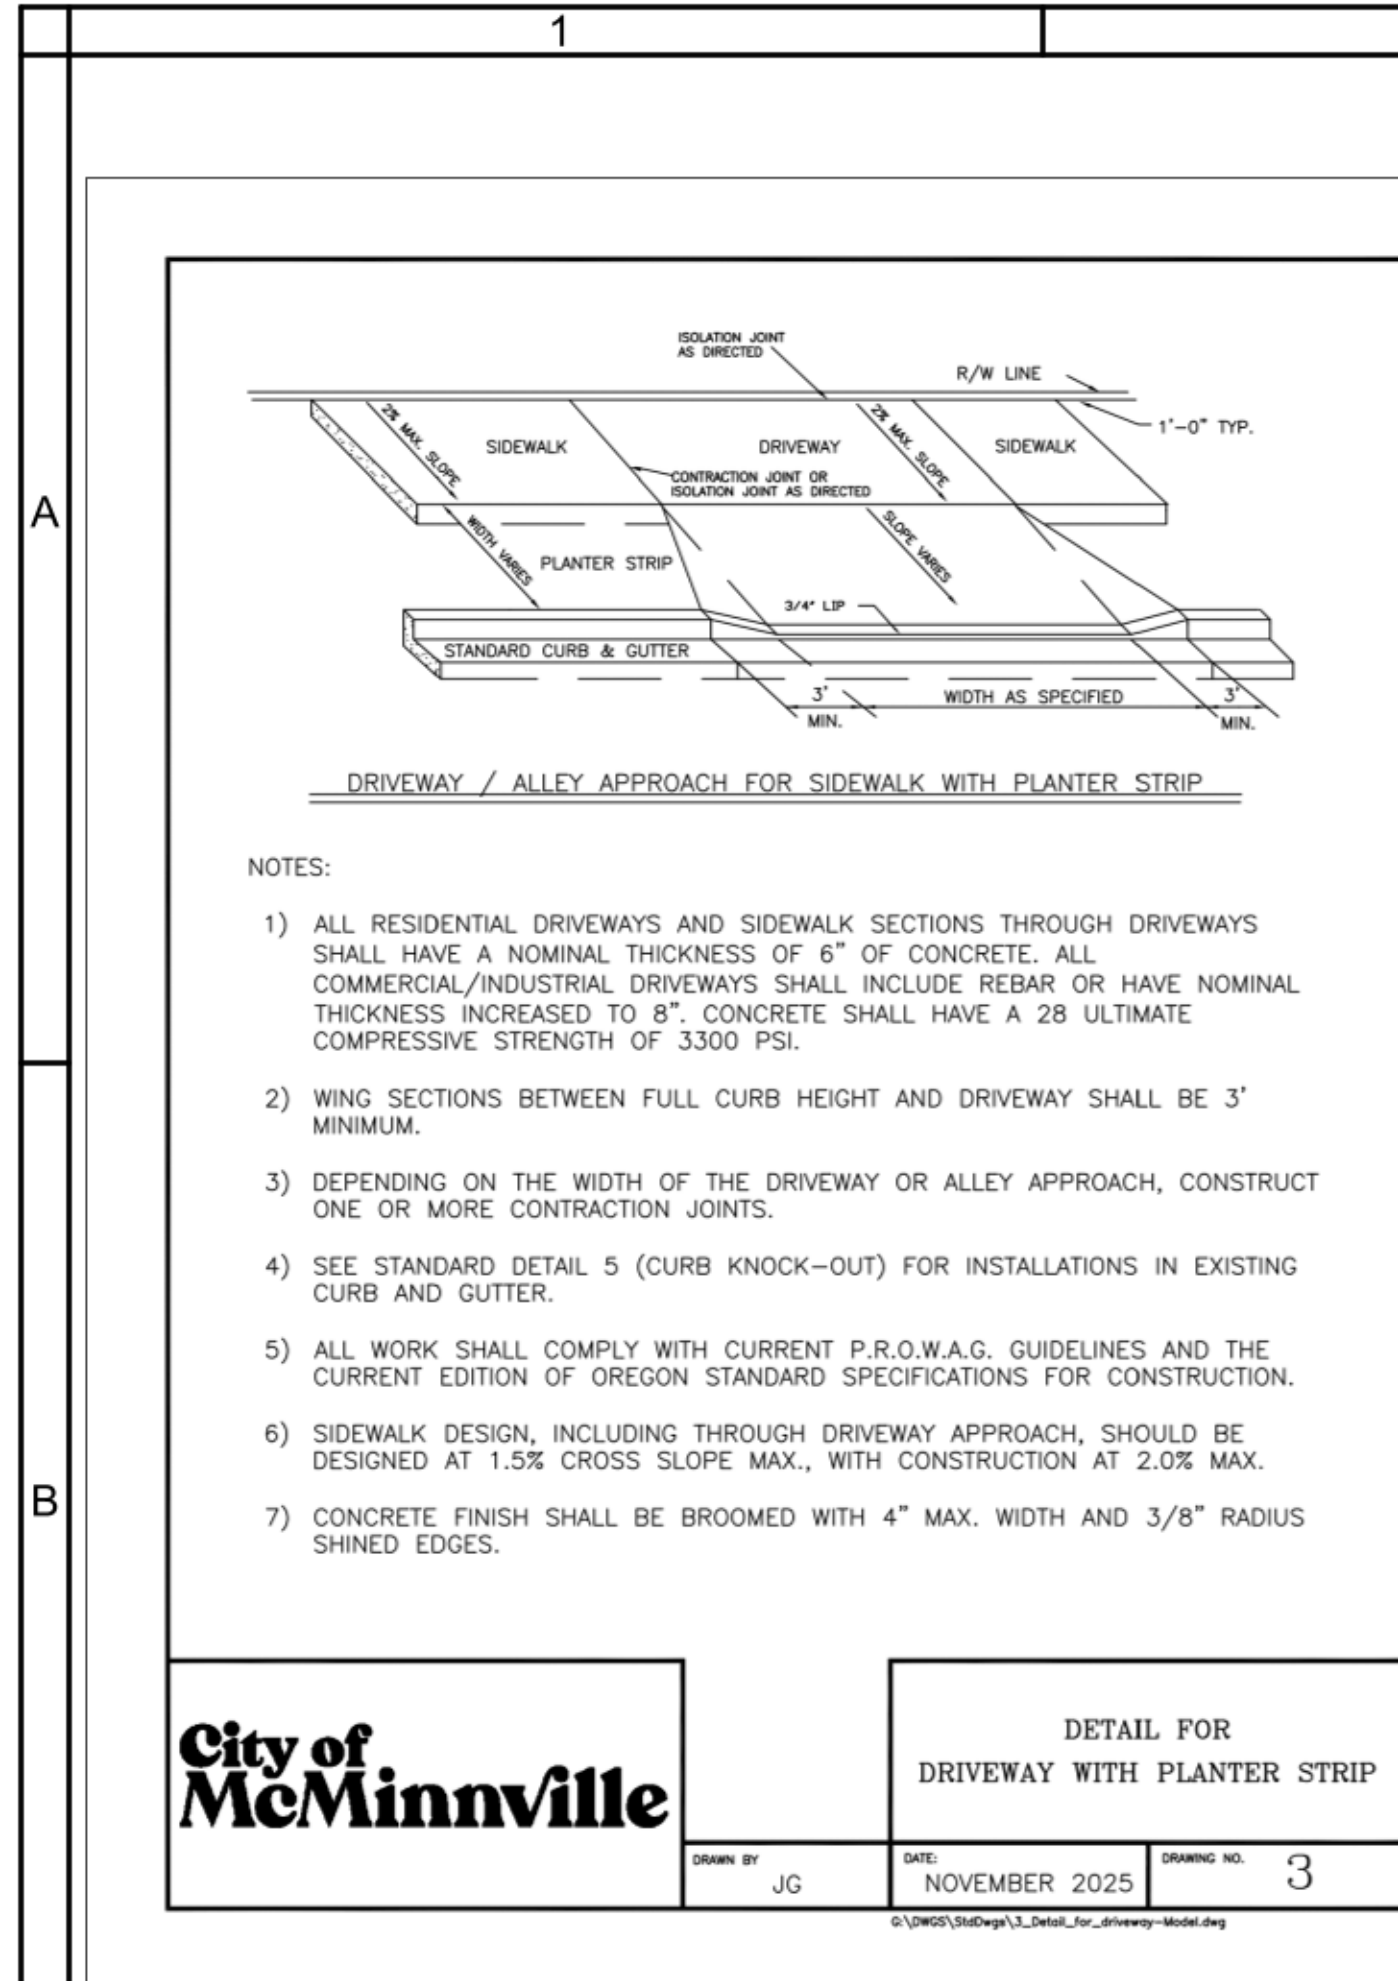 1
A
B
ISOLATION JOINT
AS DIRECTED
R/W LINE
1'-0" TYP.
2% MAX. SLOPE
SIDEWALK
DRIVEWAY
2% MAX. SLOPE
SIDEWALK
CONTRACTION JOINT OR
ISOLATION JOINT AS DIRECTED
WIDTH VARIES
PLANTER STRIP
SLOPE VARIES
3/4" LIP
STANDARD CURB & GUTTER
3'
MIN.
WIDTH AS SPECIFIED
3'
MIN.
DRIVEWAY / ALLEY APPROACH FOR SIDEWALK WITH PLANTER STRIP
NOTES:
1) ALL RESIDENTIAL DRIVEWAYS AND SIDEWALK SECTIONS THROUGH DRIVEWAYS
SHALL HAVE A NOMINAL THICKNESS OF 6" OF CONCRETE. ALL
COMMERCIAL/INDUSTRIAL DRIVEWAYS SHALL INCLUDE REBAR OR HAVE NOMINAL
THICKNESS INCREASED TO 8". CONCRETE SHALL HAVE A 28 ULTIMATE
COMPRESSIVE STRENGTH OF 3300 PSI.
2) WING SECTIONS BETWEEN FULL CURB HEIGHT AND DRIVEWAY SHALL BE 3'
MINIMUM.
3) DEPENDING ON THE WIDTH OF THE DRIVEWAY OR ALLEY APPROACH, CONSTRUCT
ONE OR MORE CONTRACTION JOINTS.
4) SEE STANDARD DETAIL 5 (CURB KNOCK-OUT) FOR INSTALLATIONS IN EXISTING
CURB AND GUTTER.
5) ALL WORK SHALL COMPLY WITH CURRENT P.R.O.W.A.G. GUIDELINES AND THE
CURRENT EDITION OF OREGON STANDARD SPECIFICATIONS FOR CONSTRUCTION.
6) SIDEWALK DESIGN, INCLUDING THROUGH DRIVEWAY APPROACH, SHOULD BE
DESIGNED AT 1.5% CROSS SLOPE MAX., WITH CONSTRUCTION AT 2.0% MAX.
7) CONCRETE FINISH SHALL BE BROOMED WITH 4" MAX. WIDTH AND 3/8" RADIUS
SHINED EDGES.
City of
McMinnville
DETAIL FOR
DRIVEWAY WITH PLANTER STRIP
DRAWN BY
JG
DATE:
NOVEMBER 2025
DRAWING NO.
3
G:\DWGS\StdDwgs\3_Detail_for_driveway-Model.dwg